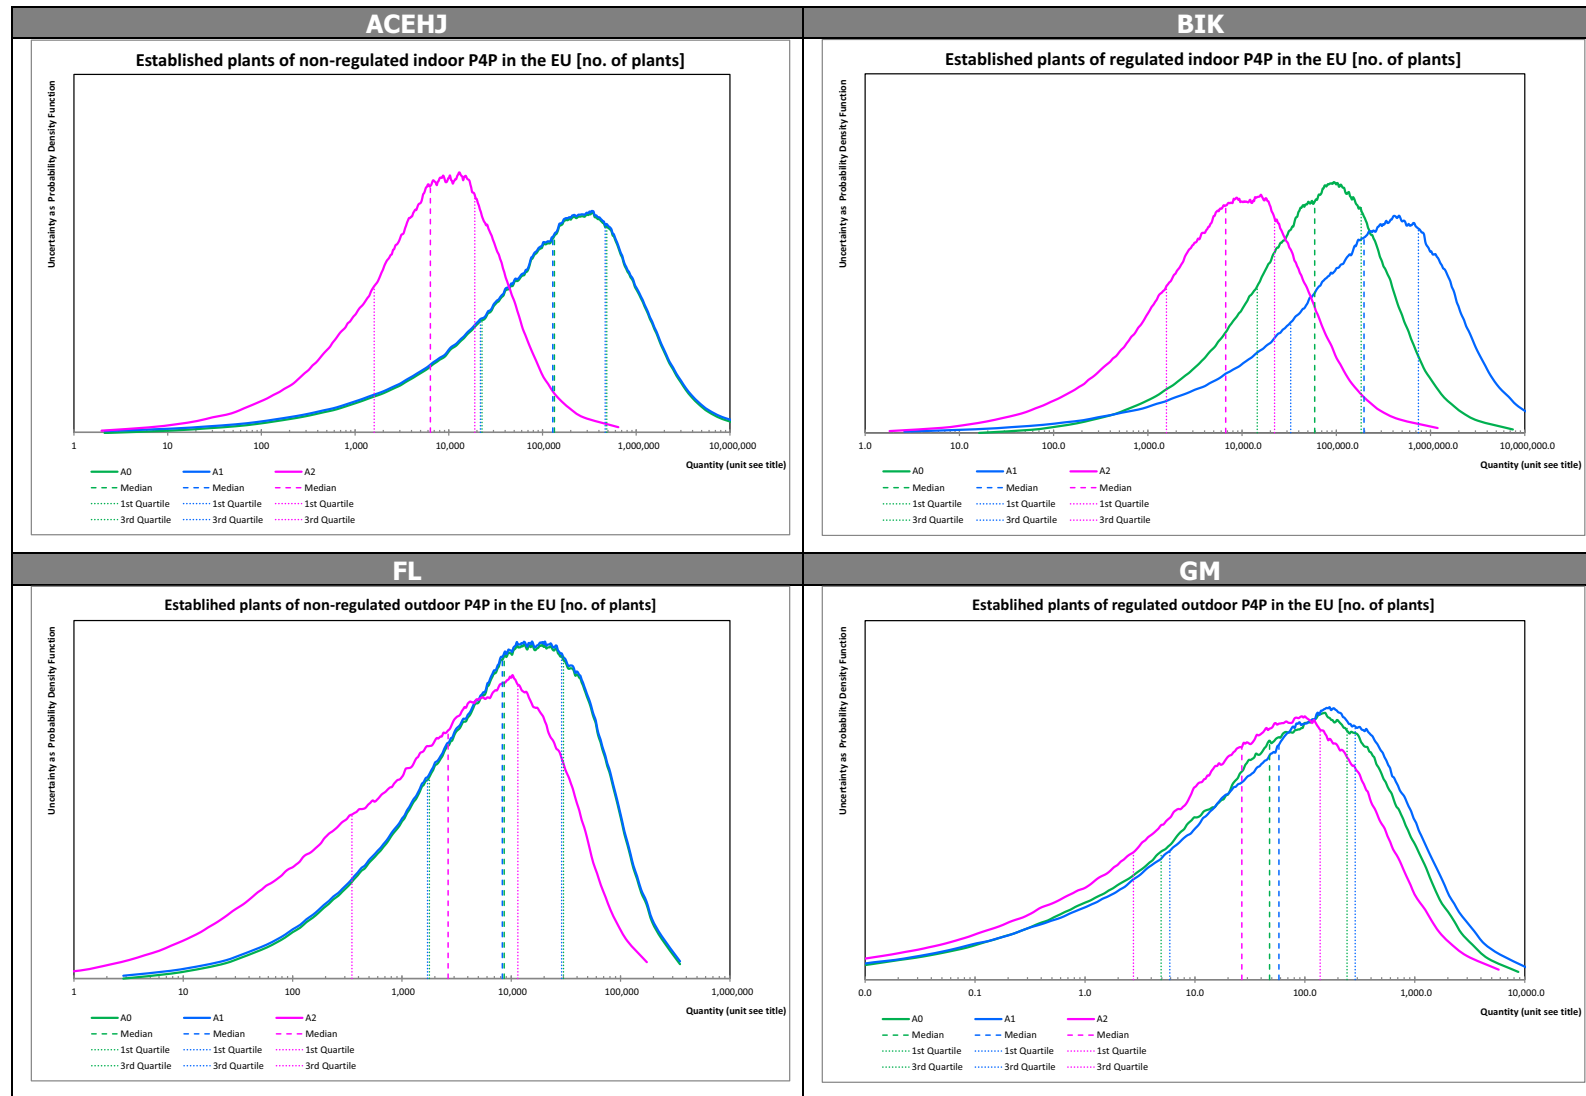 ACEHJ
Established plants of non-regulated indoor P4P in the EU [no. of plants]
Uncertainty as Probability Density Function
1 10 100 1,000 10,000 100,000 1,000,000 10,000,000
Quantity (unit see title)
A0 A1 A2
Median Median Median
1st Quartile 1st Quartile 1st Quartile
3rd Quartile 3rd Quartile 3rd Quartile
BIK
Established plants of regulated indoor P4P in the EU [no. of plants]
Uncertainty as Probability Density Function
1.0 10.0 100.0 1,000.0 10,000.0 100,000.0 1,000,000.0 10,000,000.0
Quantity (unit see title)
A0 A1 A2
Median Median Median
1st Quartile 1st Quartile 1st Quartile
3rd Quartile 3rd Quartile 3rd Quartile
FL
Establihed plants of non-regulated outdoor P4P in the EU [no. of plants]
Uncertainty as Probability Density Function
1 10 100 1,000 10,000 100,000 1,000,000
Quantity (unit see title)
A0 A1 A2
Median Median Median
1st Quartile 1st Quartile 1st Quartile
3rd Quartile 3rd Quartile 3rd Quartile
GM
Establihed plants of regulated outdoor P4P in the EU [no. of plants]
Uncertainty as Probability Density Function
0.0 0.1 1.0 10.0 100.0 1,000.0 10,000.0
Quantity (unit see title)
A0 A1 A2
Median Median Median
1st Quartile 1st Quartile 1st Quartile
3rd Quartile 3rd Quartile 3rd Quartile